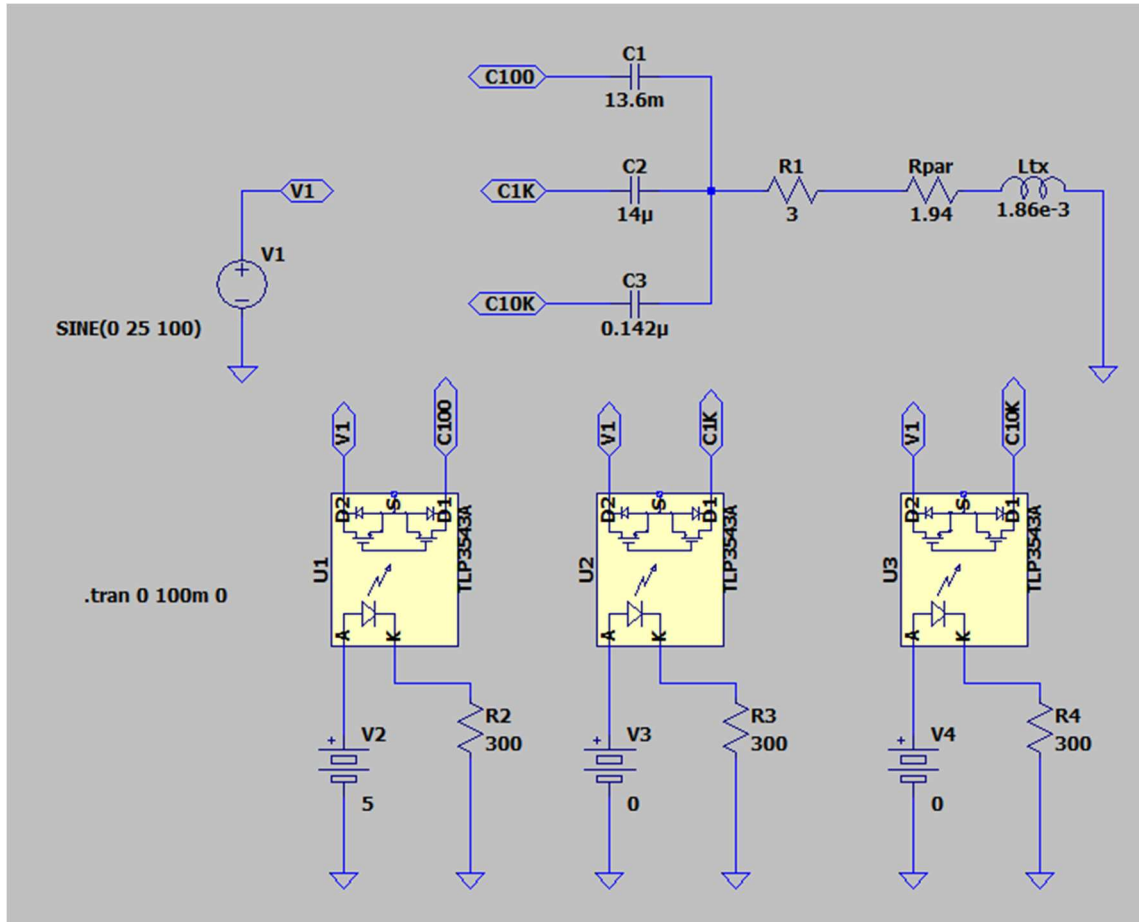 C1
C100
13.6m
C2
C1K
14µ
R1
3
Rpar
1.94
Ltx
1.86e-3
V1
V1
C3
C10K
0.142µ
SINE(0 25 100)
V1
C100
V1
C1K
V1
C10K
D2
S
D1
TLP3543A
U1
A
K
D2
S
D1
TLP3543A
U2
A
K
D2
S
D1
TLP3543A
U3
A
K
.tran 0 100m 0
V2
5
R2
300
V3
0
R3
300
V4
0
R4
300